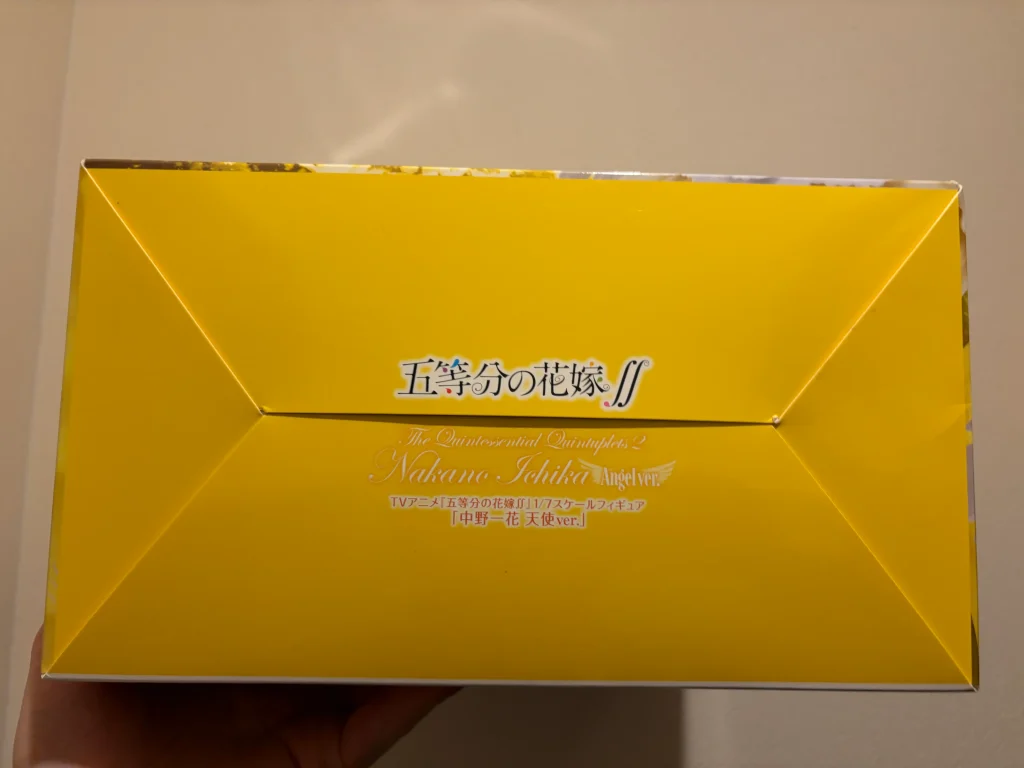 五等分の花嫁∬
The Quintessential Quintuplets 2
Nakano Ichika Angel ver.
TVアニメ「五等分の花嫁∬」1/7スケールフィギュア
「中野一花 天使ver.」